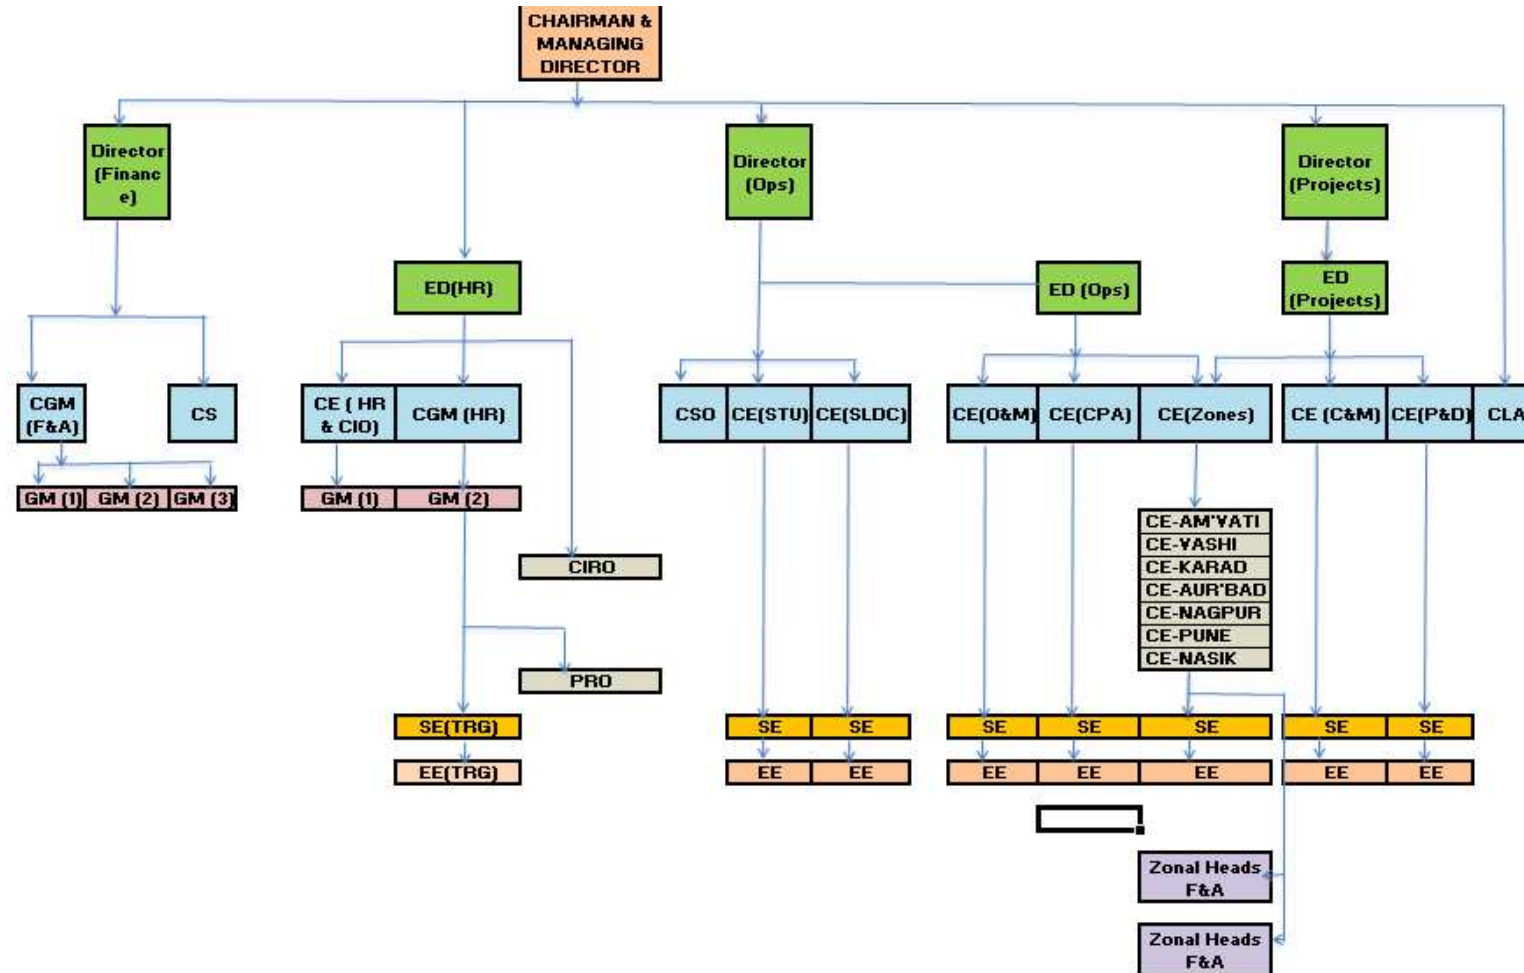 CHAIRMAN &
MANAGING
DIRECTOR
Director
(Financ
e)
Director
(Ops)
Director
(Projects)
ED(HR)
ED (Ops)
ED
(Projects)
CGM
(F&A)
CS
CE ( HR
& CIO)
CGM (HR)
CSO
CE(STU)
CE(SLDC)
CE(O&M)
CE(CPA)
CE(Zones)
CE (C&M)
CE(P&D)
CLA
GM (1)
GM (2)
GM (3)
GM (1)
GM (2)
CE-AM'VATI
CE-VASHI
CE-KARAD
CE-AUR'BAD
CE-NAGPUR
CE-PUNE
CE-NASIK
CIRO
PRO
SE(TRG)
SE
SE
SE
SE
SE
SE
SE
EE(TRG)
EE
EE
EE
EE
EE
EE
EE
Zonal Heads
F&A
Zonal Heads
F&A